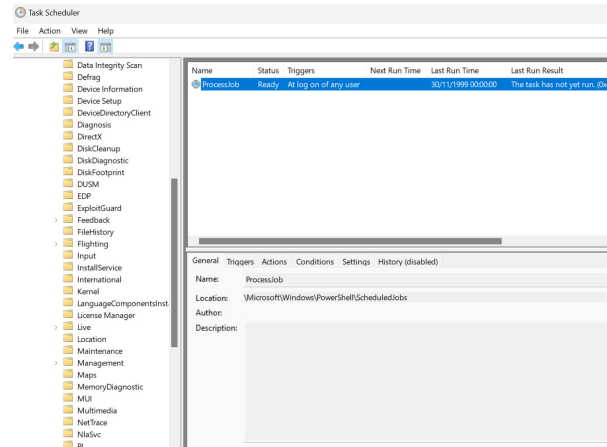 Task Scheduler
File Action View Help
Data Integrity Scan
Defrag
Device Information
Device Setup
DeviceDirectoryClient
Diagnosis
DirectX
DiskCleanup
DiskDiagnostic
DiskFootprint
DUSM
EDP
ExploitGuard
Feedback
FileHistory
Flighting
Input
InstallService
International
Kernel
LanguageComponentsInst
License Manager
Live
Location
Maintenance
Management
Maps
MemoryDiagnostic
MUI
Multimedia
NetTrace
NlaSvc
PI
Name Status Triggers Next Run Time Last Run Time Last Run Result
ProcessJob Ready At log on of any user 30/11/1999 00:00:00 The task has not yet run. (0x
General Triggers Actions Conditions Settings History (disabled)
Name: ProcessJob
Location: \Microsoft\Windows\PowerShell\ScheduledJobs
Author:
Description: